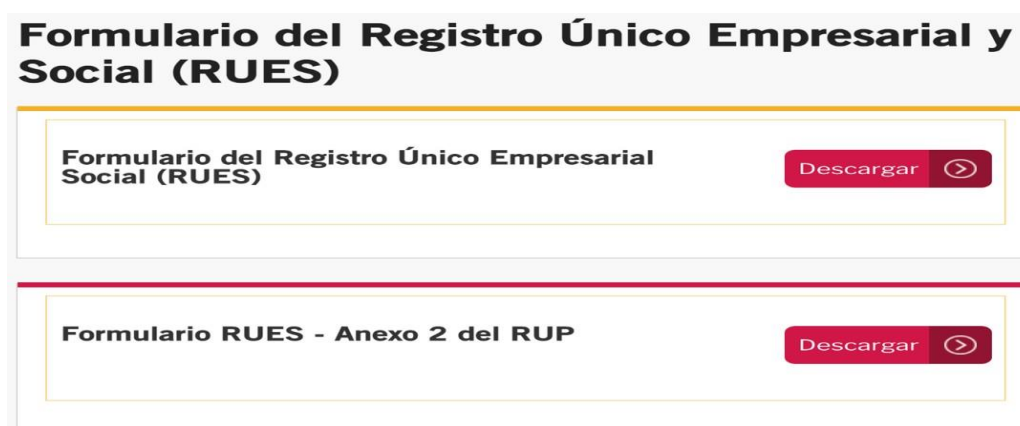 Formulario del Registro Único Empresarial y
Social (RUES)
Formulario del Registro Único Empresarial
Social (RUES)
Descargar
Formulario RUES - Anexo 2 del RUP
Descargar